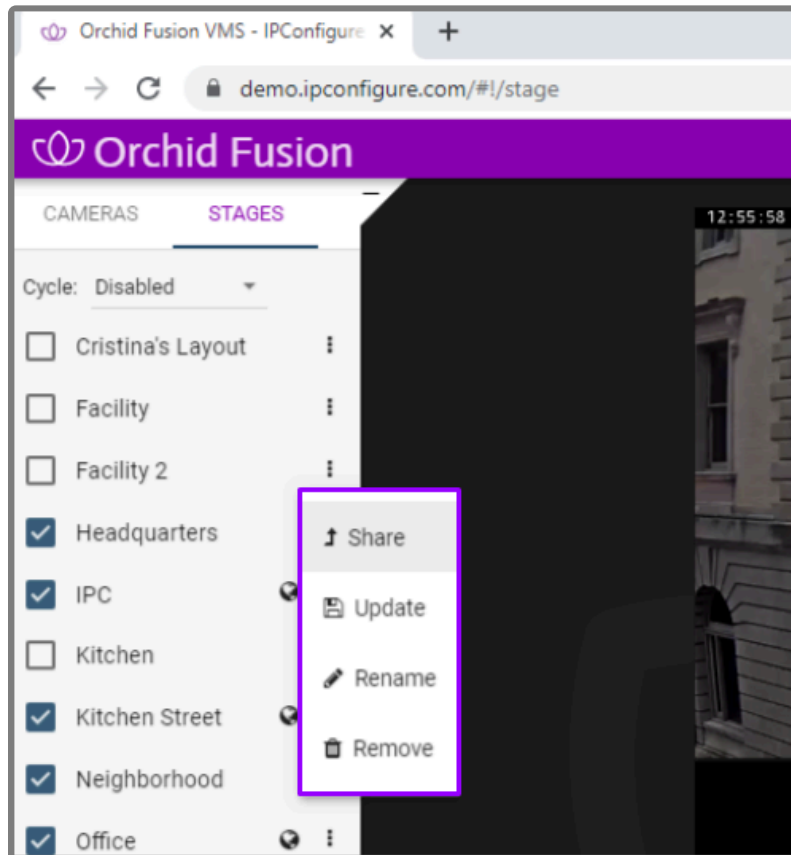 Orchid Fusion VMS - IPConfigure
demo.ipconfigure.com/#!/stage
Orchid Fusion
CAMERAS STAGES
12:55:58
Cycle: Disabled
Cristina's Layout
Facility
Facility 2
Headquarters
Share
IPC
Update
Kitchen
Rename
Kitchen Street
Remove
Neighborhood
Office